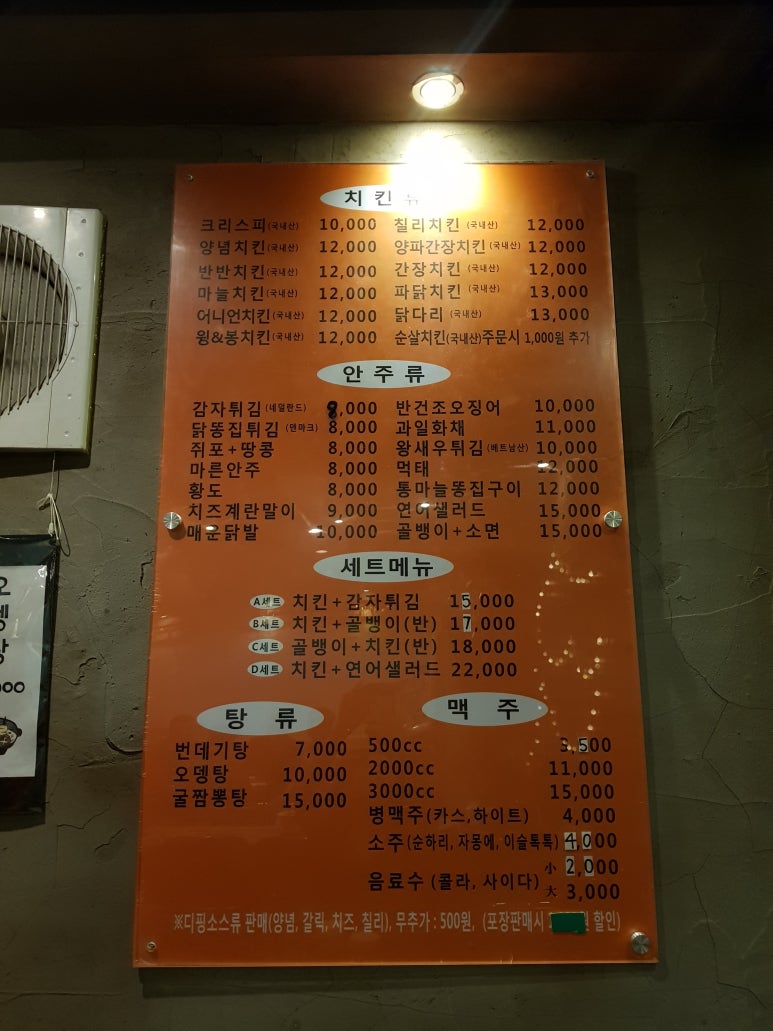 치킨류
크리스피(국내산) 10,000 칠리치킨 (국내산) 12,000
양념치킨(국내산) 12,000 양파간장치킨(국내산) 12,000
반반치킨(국내산) 12,000 간장치킨 (국내산) 12,000
마늘치킨(국내산) 12,000 파닭치킨 (국내산) 13,000
어니언치킨(국내산) 12,000 닭다리 (국내산) 13,000
윙&봉치킨(국내산) 12,000 순살치킨(국내산)주문시 1,000원 추가
안주류
감자튀김(네덜란드) 9,000 반건조오징어 10,000
닭똥집튀김(덴마크) 8,000 과일화채 11,000
쥐포+땅콩 8,000 왕새우튀김(베트남산) 10,000
마른안주 8,000 먹태 12,000
황도 8,000 통마늘똥집구이 12,000
치즈계란말이 9,000 연어샐러드 15,000
매운닭발 10,000 골뱅이+소면 15,000
세트메뉴
A세트 치킨+감자튀김 15,000
B세트 치킨+골뱅이(반) 17,000
C세트 골뱅이+치킨(반) 18,000
D세트 치킨+연어샐러드 22,000
탕류
번데기탕 7,000
오뎅탕 10,000
굴짬뽕탕 15,000
맥주
500cc 3,500
2000cc 11,000
3000cc 15,000
병맥주(카스,하이트) 4,000
소주(순하리, 자몽에, 이슬톡톡) 4,000
음료수 (콜라, 사이다) 小 2,000
大 3,000
※디핑소스류 판매(양념, 갈릭, 치즈, 칠리), 무추가 : 500원, (포장판매시 할인)
오
뎅
탕